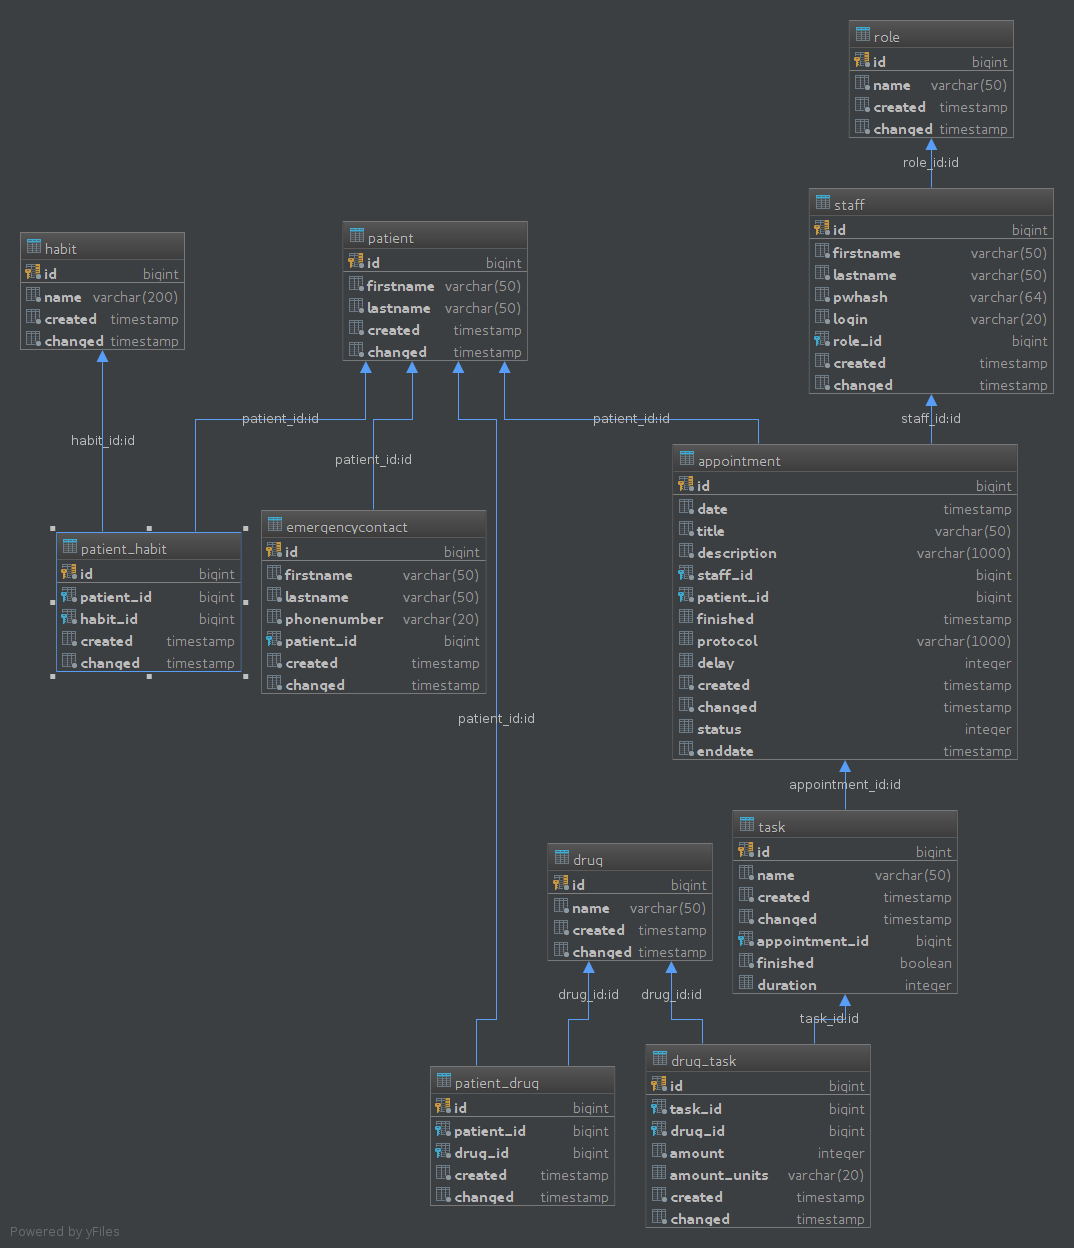 role
id bigint
name varchar(50)
created timestamp
changed timestamp
role_id:id
staff
id bigint
firstname varchar(50)
lastname varchar(50)
pwhash varchar(64)
login varchar(20)
role_id bigint
created timestamp
changed timestamp
habit
id bigint
name varchar(200)
created timestamp
changed timestamp
patient
id bigint
firstname varchar(50)
lastname varchar(50)
created timestamp
changed timestamp
patient_id:id
patient_id:id
staff_id:id
habit_id:id
patient_id:id
appointment
id bigint
date timestamp
title varchar(50)
description varchar(1000)
staff_id bigint
patient_id bigint
finished timestamp
protocol varchar(1000)
delay integer
created timestamp
changed timestamp
status integer
enddate timestamp
patient_habit
id bigint
patient_id bigint
habit_id bigint
created timestamp
changed timestamp
emergencycontact
id bigint
firstname varchar(50)
lastname varchar(50)
phonenumber varchar(20)
patient_id bigint
created timestamp
changed timestamp
patient_id:id
appointment_id:id
task
id bigint
name varchar(50)
created timestamp
changed timestamp
appointment_id bigint
finished boolean
duration integer
drug
id bigint
name varchar(50)
created timestamp
changed timestamp
drug_id:id
drug_id:id
task_id:id
patient_drug
id bigint
patient_id bigint
drug_id bigint
created timestamp
changed timestamp
drug_task
id bigint
task_id bigint
drug_id bigint
amount integer
amount_units varchar(20)
created timestamp
changed timestamp
Powered by yFiles